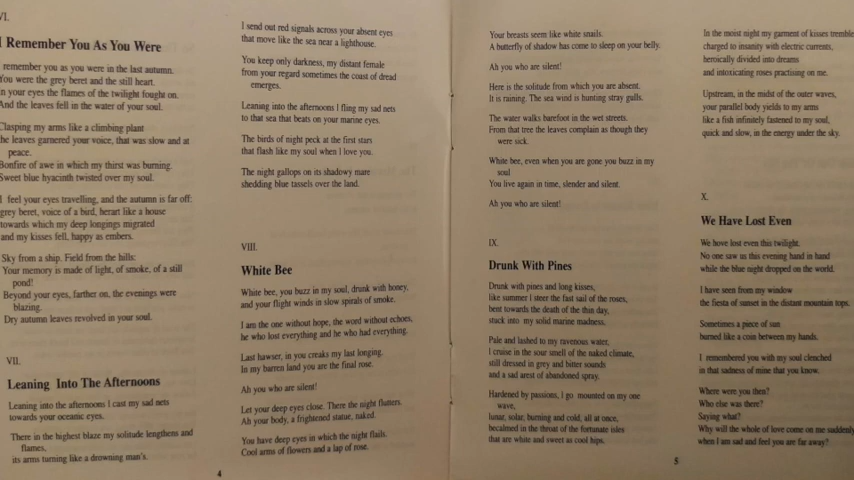 VI.
I Remember You As You Were
remember you as you were in the last autumn.
You were the grey beret and the still heart.
In your eyes the flames of the twilight fought on.
And the leaves fell in the water of your soul.
Clasping my arms like a climbing plant
the leaves garnered your voice, that was slow and at
peace.
Bonfire of awe in which my thirst was burning.
Sweet blue hyacinth twisted over my soul.
I feel your eyes travelling, and the autumn is far off:
grey beret, voice of a bird, herart like a house
towards which my deep longings migrated
and my kisses fell, happy as embers.
Sky from a ship. Field from the hills:
Your memory is made of light, of smoke, of a still
pond!
Beyond your eyes, farther on, the evenings were
blazing.
Dry autumn leaves revolved in your soul.
VII.
Leaning Into The Afternoons
Leaning into the afternoons I cast my sad nets
towards your oceanic eyes.
There in the highest blaze my solitude lengthens and
flames,
its arms turning like a drowning man's.
I send out red signals across your absent eyes
that move like the sea near a lighthouse.
You keep only darkness, my distant female
from your regard sometimes the coast of dread
emerges.
Leaning into the afternoons I fling my sad nets
to that sea that beats on your marine eyes.
The birds of night peck at the first stars
that flash like my soul when I love you.
The night gallops on its shadowy mare
shedding blue tassels over the land.
VIII.
White Bee
White bee, you buzz in my soul, drunk with honey,
and your flight winds in slow spirals of smoke.
I am the one without hope, the word without echoes,
he who lost everything and he who had everything.
Last hawser, in you creaks my last longing.
In my barren land you are the final rose.
Ah you who are silent!
Let your deep eyes close. There the night flutters.
Ah your body, a frightened statue, naked.
You have deep eyes in which the night flails.
Cool arms of flowers and a lap of rose.
4
Your breasts seem like white snails.
A butterfly of shadow has come to sleep on your belly.
Ah you who are silent!
Here is the solitude from which you are absent.
It is raining. The sea wind is hunting stray gulls.
The water walks barefoot in the wet streets.
From that tree the leaves complain as though they
were sick.
White bee, even when you are gone you buzz in my
soul
You live again in time, slender and silent.
Ah you who are silent!
IX.
Drunk With Pines
Drunk with pines and long kisses,
like summer I steer the fast sail of the roses,
bent towards the death of the thin day,
stuck into my solid marine madness.
Pale and lashed to my ravenous water,
I cruise in the sour smell of the naked climate,
still dressed in grey and bitter sounds
and a sad arest of abandoned spray.
Hardened by passions, I go mounted on my one
wave,
lunar, solar, burning and cold, all at once,
becalmed in the throat of the fortunate isles
that are white and sweet as cool hips.
In the moist night my garment of kisses trembles
charged to insanity with electric currents,
heroically divided into dreams
and intoxicating roses practising on me.
Upstream, in the midst of the outer waves,
your parallel body yields to my arms
like a fish infinitely fastened to my soul,
quick and slow, in the energy under the sky.
X.
We Have Lost Even
We hove lost even this twilight.
No one saw us this evening hand in hand
while the blue night dropped on the world.
I have seen from my window
the fiesta of sunset in the distant mountain tops.
Sometimes a piece of sun
burned like a coin between my hands.
I remembered you with my soul clenched
in that sadness of mine that you know.
Where were you then?
Who else was there?
Saying what?
Why will the whole of love come on me suddenly
when I am sad and feel you are far away?
5